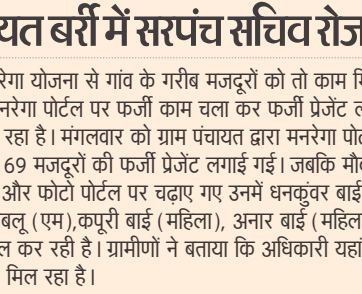 यत बर्री में सरपंच सचिव रोज
रेगा योजना से गांव के गरीब मजदूरों को तो काम
नरेगा पोर्टल पर फर्जी काम चला कर फर्जी प्रेजेंट
रहा है। मंगलवार को ग्राम पंचायत द्वारा मनरेगा
69 मजदूरों की फर्जी प्रेजेंट लगाई गई। जबकि
और फोटो पोर्टल पर चढ़ाए गए उनमें धनकुंवर बाई
बलू (एम),कपूरी बाई (महिला), अनार बाई (महिल
ल कर रही है। ग्रामीणों ने बताया कि अधिकारी यहां
मिल रहा है।